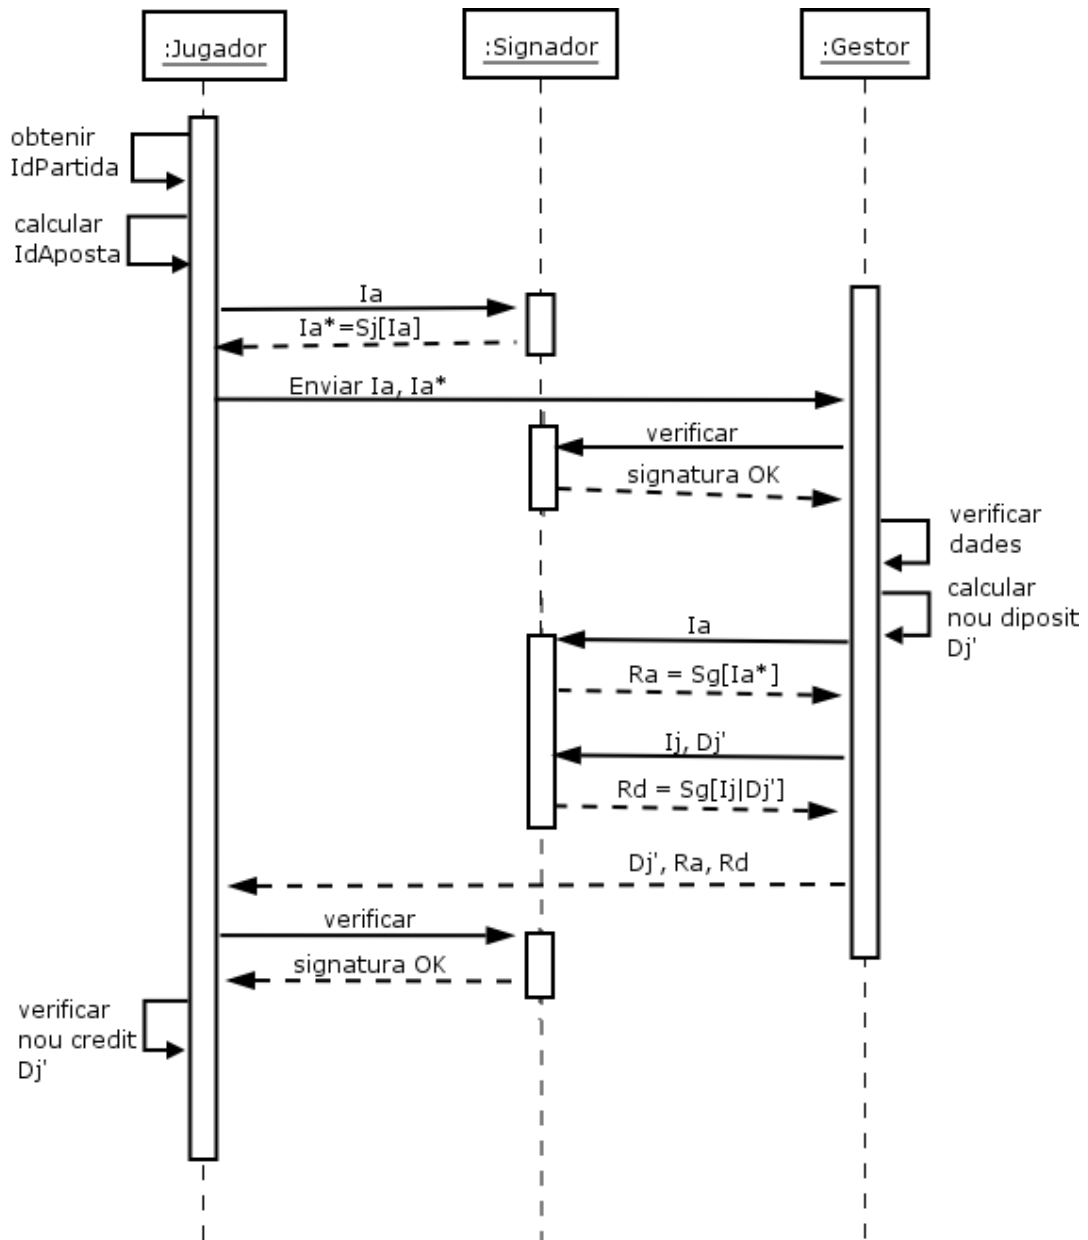 :Jugador
:Signador
:Gestor
obtenir
IdPartida
calcular
IdAposta
Ia
Ia*=Sj[Ia]
Enviar Ia, Ia*
verificar
signatura OK
verificar
dades
calcular
nou diposit
Dj'
Ia
Ra = Sg[Ia*]
Ij, Dj'
Rd = Sg[Ij|Dj']
Dj', Ra, Rd
verificar
signatura OK
verificar
nou credit
Dj'